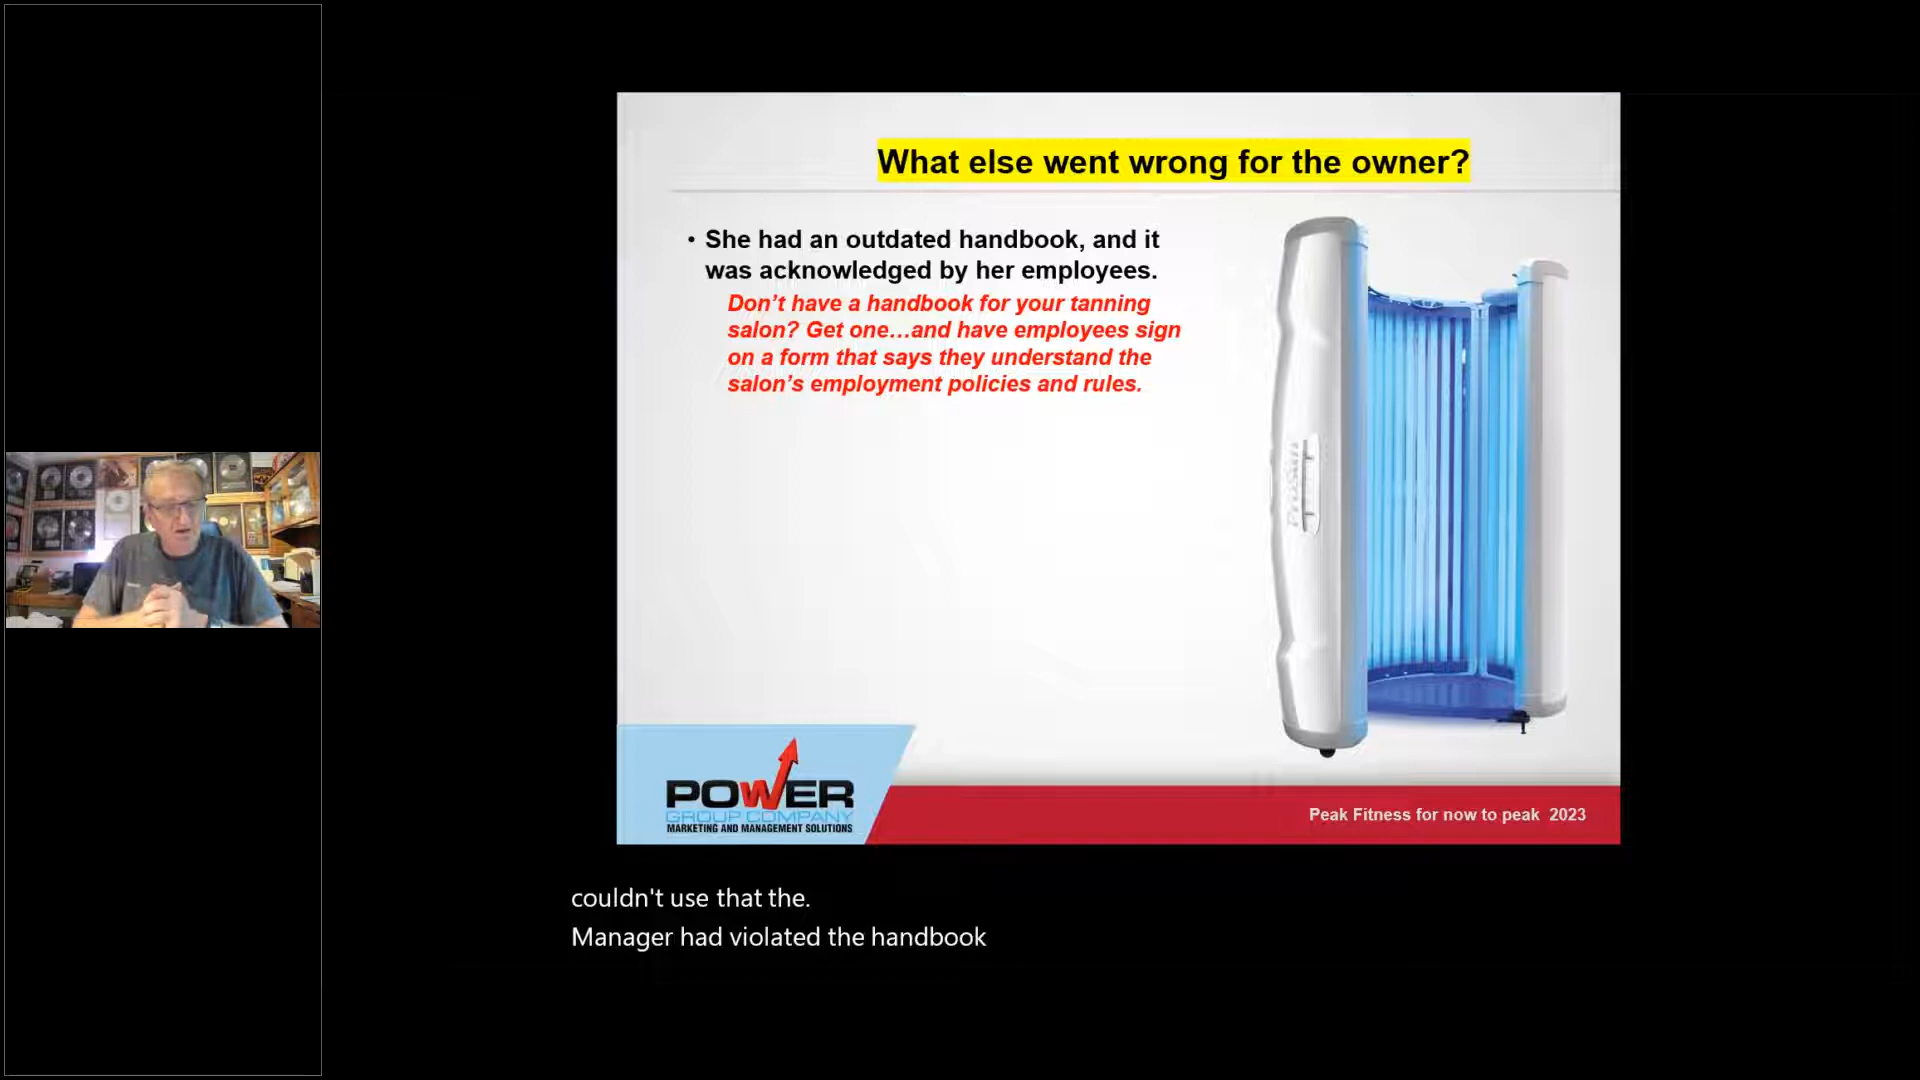 What else went wrong for the owner?
• She had an outdated handbook, and it
was acknowledged by her employees.
Don’t have a handbook for your tanning
salon? Get one…and have employees sign
on a form that says they understand the
salon’s employment policies and rules.
ProSun
POWER
GROUP COMPANY
MARKETING AND MANAGEMENT SOLUTIONS
Peak Fitness for now to peak 2023
couldn't use that the.
Manager had violated the handbook